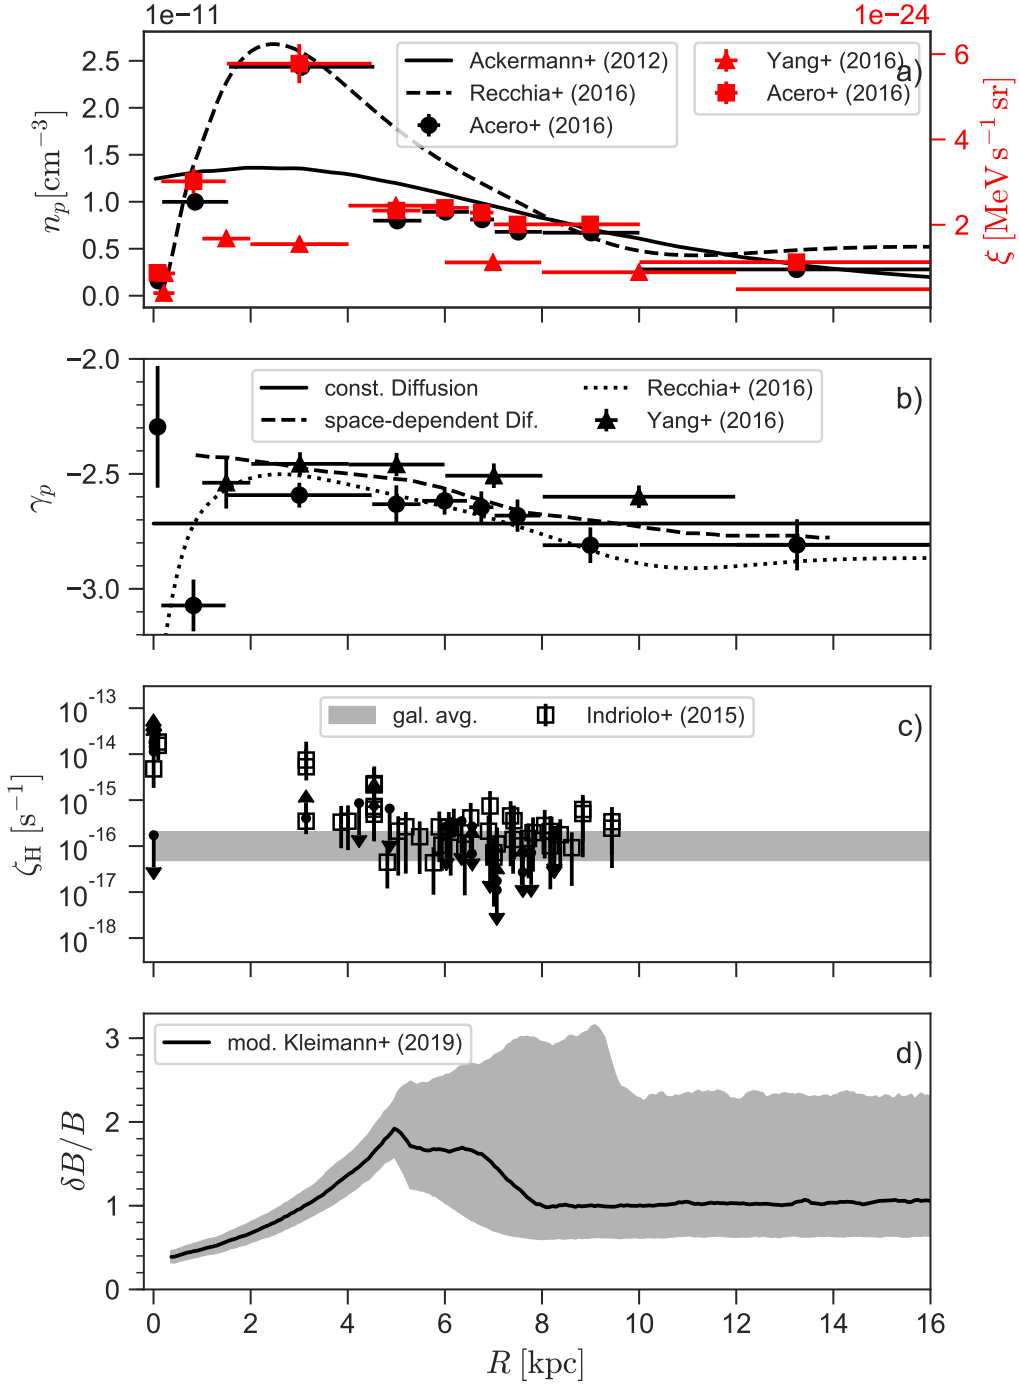 1e−11
1e−24
Ackermann+ (2012)
Recchia+ (2016)
Acero+ (2016)
Yang+ (2016)
Acero+ (2016)
a)
2.5
2.0
1.5
1.0
0.5
0.0
n_p [cm⁻³]
6
4
2
ξ [MeV s⁻¹ sr]
const. Diffusion
space-dependent Dif.
Recchia+ (2016)
Yang+ (2016)
b)
−2.0
−2.5
−3.0
γ_p
gal. avg.
Indriolo+ (2015)
c)
10⁻¹³
10⁻¹⁴
10⁻¹⁵
10⁻¹⁶
10⁻¹⁷
10⁻¹⁸
ζ_H [s⁻¹]
mod. Kleimann+ (2019)
d)
3
2
1
0
δB/B
0 2 4 6 8 10 12 14 16
R [kpc]